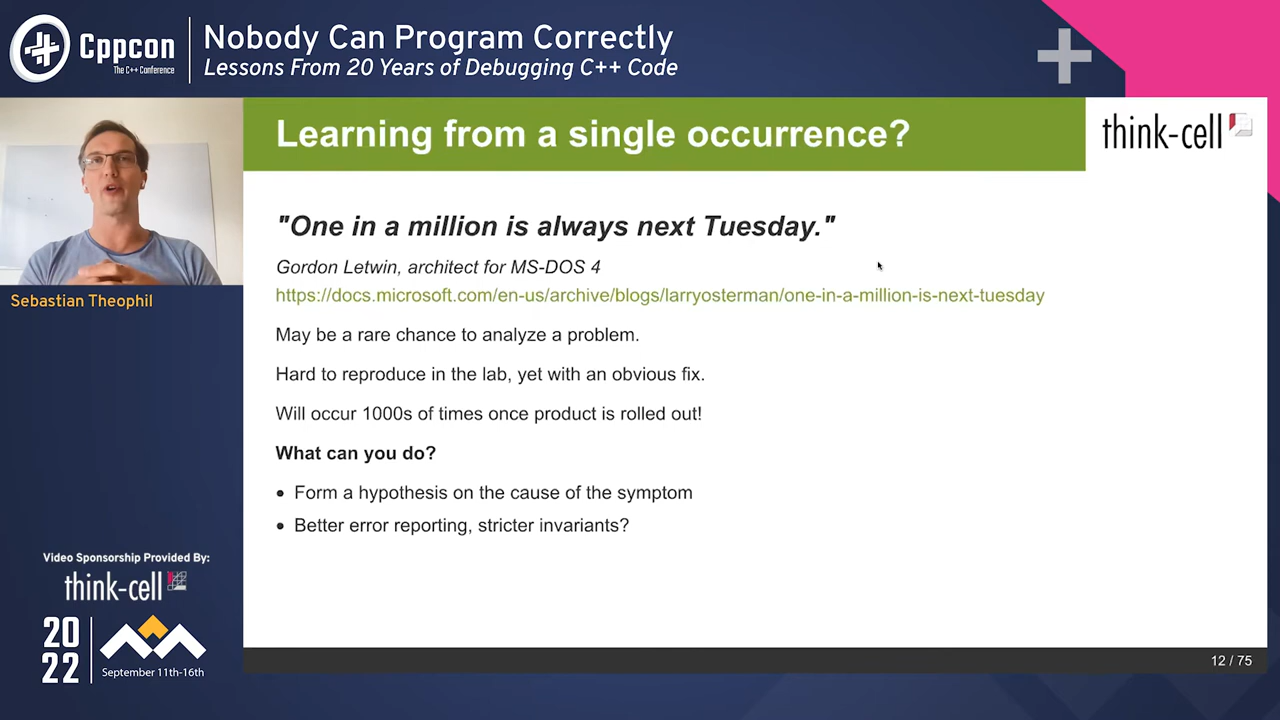 Cppcon
The C++ Conference
Nobody Can Program Correctly
Lessons From 20 Years of Debugging C++ Code
Learning from a single occurrence?
think-cell
"One in a million is always next Tuesday."
Gordon Letwin, architect for MS-DOS 4
https://docs.microsoft.com/en-us/archive/blogs/larryosterman/one-in-a-million-is-next-tuesday
May be a rare chance to analyze a problem.
Hard to reproduce in the lab, yet with an obvious fix.
Will occur 1000s of times once product is rolled out!
What can you do?
• Form a hypothesis on the cause of the symptom
• Better error reporting, stricter invariants?
Sebastian Theophil
Video Sponsorship Provided By:
think-cell
20
22
September 11th-16th
12 / 75